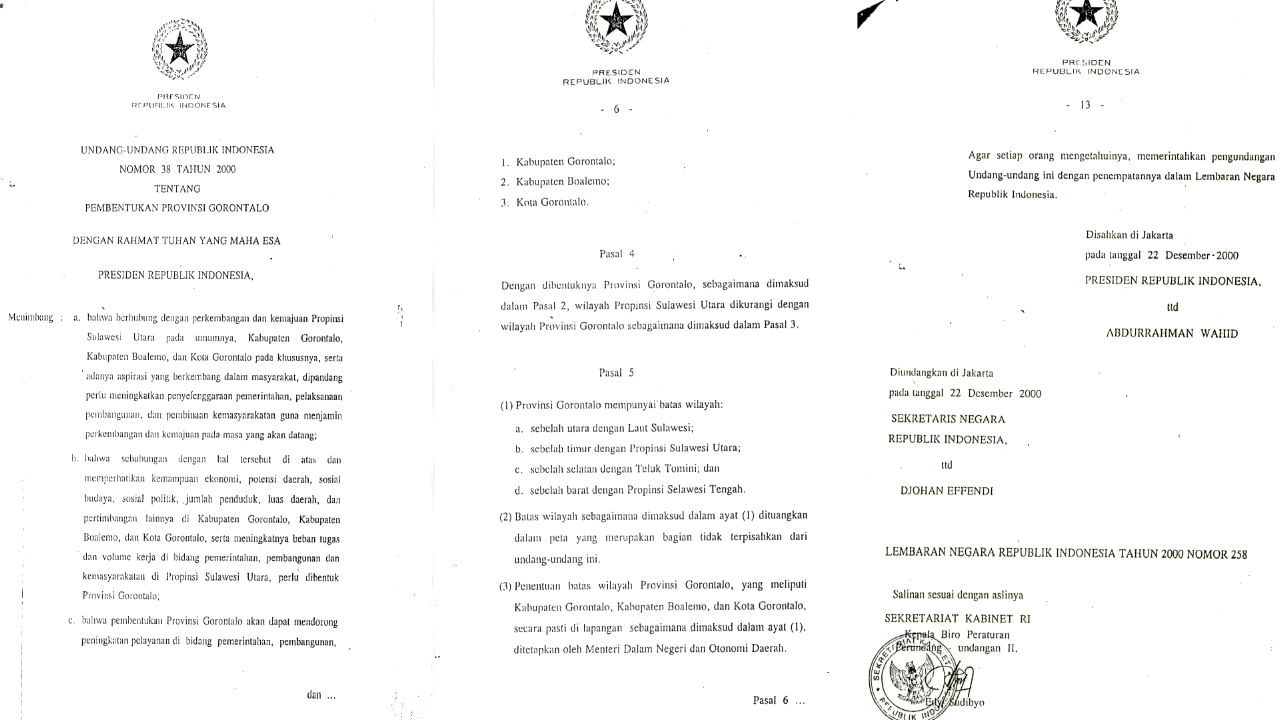 PRESIDEN
REPUBLIK INDONESIA
UNDANG-UNDANG REPUBLIK INDONESIA
NOMOR 38 TAHUN 2000
TENTANG
PEMBENTUKAN PROVINSI GORONTALO
DENGAN RAHMAT TUHAN YANG MAHA ESA
PRESIDEN REPUBLIK INDONESIA,
Menimbang : a. bahwa berhubung dengan perkembangan dan kemajuan Propinsi
Sulawesi Utara pada umumnya, Kabupaten Gorontalo,
Kabupaten Boalemo, dan Kota Gorontalo pada khususnya, serta
adanya aspirasi yang berkembang dalam masyarakat, dipandang
perlu meningkatkan penyelenggaraan pemerintahan, pelaksanaan
pembangunan, dan pembinaan kemasyarakatan guna menjamin
perkembangan dan kemajuan pada masa yang akan datang;
b. bahwa sehubungan dengan hal tersebut di atas dan
memperhatikan kemampuan ekonomi, potensi daerah, sosial
budaya, sosial politik, jumlah penduduk, luas daerah, dan
pertimbangan lainnya di Kabupaten Gorontalo, Kabupaten
Boalemo, dan Kota Gorontalo, serta meningkatnya beban tugas
dan volume kerja di bidang pemerintahan, pembangunan dan
kemasyarakatan di Propinsi Sulawesi Utara, perlu dibentuk
Provinsi Gorontalo;
c. bahwa pembentukan Provinsi Gorontalo akan dapat mendorong
peningkatan pelayanan di bidang pemerintahan, pembangunan,
dan ...
PRESIDEN
REPUBLIK INDONESIA
- 6 -
1. Kabupaten Gorontalo;
2. Kabupaten Boalemo;
3. Kota Gorontalo.
Pasal 4
Dengan dibentuknya Provinsi Gorontalo, sebagaimana dimaksud
dalam Pasal 2, wilayah Propinsi Sulawesi Utara dikurangi dengan
wilayah Provinsi Gorontalo sebagaimana dimaksud dalam Pasal 3.
Pasal 5
(1) Provinsi Gorontalo mempunyai batas wilayah:
a. sebelah utara dengan Laut Sulawesi;
b. sebelah timur dengan Propinsi Sulawesi Utara;
c. sebelah selatan dengan Teluk Tomini; dan
d. sebelah barat dengan Propinsi Selawesi Tengah.
(2) Batas wilayah sebagaimana dimaksud dalam ayat (1) dituangkan
dalam peta yang merupakan bagian tidak terpisahkan dari
undang-undang ini.
(3) Penentuan batas wilayah Provinsi Gorontalo, yang meliputi
Kabupaten Gorontalo, Kabupaten Boalemo, dan Kota Gorontalo,
secara pasti di lapangan sebagaimana dimaksud dalam ayat (1),
ditetapkan oleh Menteri Dalam Negeri dan Otonomi Daerah.
Pasal 6 ...
PRESIDEN
REPUBLIK INDONESIA
- 13 -
Agar setiap orang mengetahuinya, memerintahkan pengundangan
Undang-undang ini dengan penempatannya dalam Lembaran Negara
Republik Indonesia.
Disahkan di Jakarta
pada tanggal 22 Desember 2000
PRESIDEN REPUBLIK INDONESIA,
ttd
ABDURRAHMAN WAHID
Diundangkan di Jakarta
pada tanggal 22 Desember 2000
SEKRETARIS NEGARA
REPUBLIK INDONESIA,
ttd
DJOHAN EFFENDI
LEMBARAN NEGARA REPUBLIK INDONESIA TAHUN 2000 NOMOR 258
Salinan sesuai dengan aslinya
SEKRETARIAT KABINET RI
Kepala Biro Peraturan
Perundang undangan II,
Edy Sudibyo